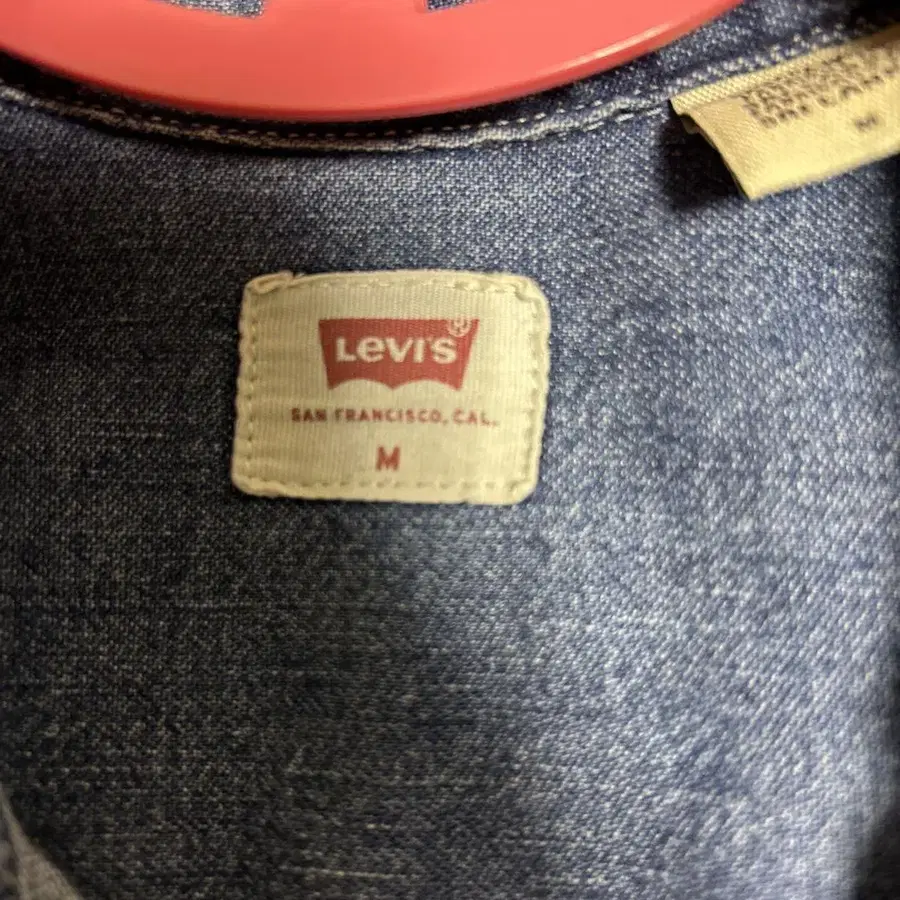 LEVI'S
®
SAN FRANCISCO, CAL.
M